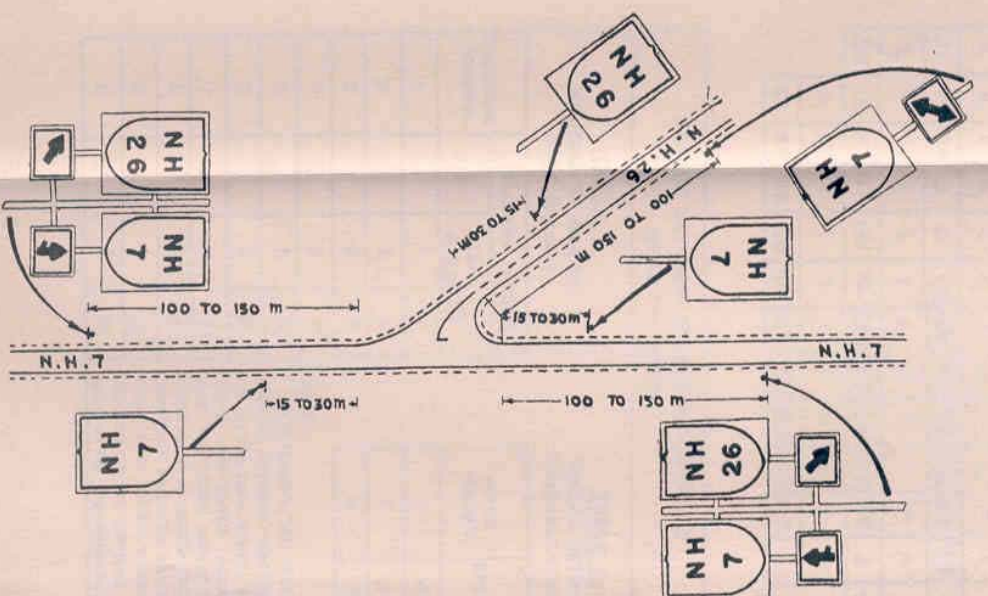 NH
26
NH
26
NH
7
NH
7
NH
7
N. H. 26
15 TO 30M
100 TO 150 m
100 TO 150 m
15 TO 30 m
N.H.7
N.H.7
15 TO 30 m
100 TO 150 m
NH
7
NH
26
NH
7